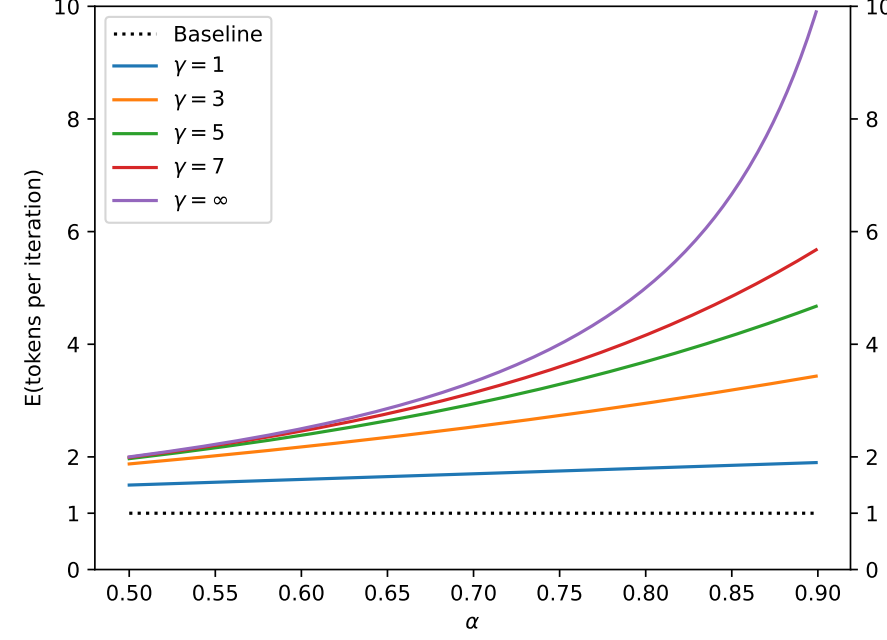 Baseline
γ = 1
γ = 3
γ = 5
γ = 7
γ = ∞
E(tokens per iteration)
10
8
6
4
2
1
0
10
8
6
4
2
1
0
0.50 0.55 0.60 0.65 0.70 0.75 0.80 0.85 0.90
α